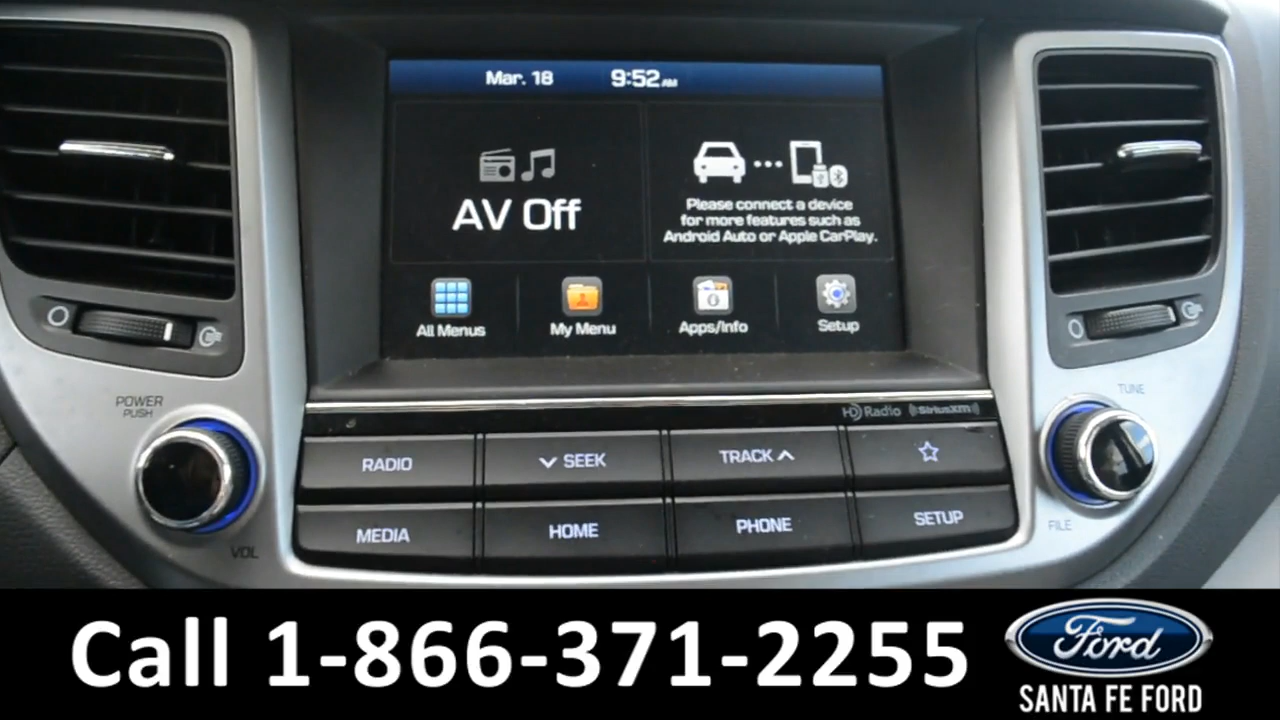 Mar. 18 9:52 AM
AV Off
Please connect a device
for more features such as
Android Auto or Apple CarPlay.
All Menus My Menu Apps/Info Setup
POWER
PUSH
VOL
TUNE
FILE
HD Radio ((SiriusXM))
RADIO SEEK TRACK
MEDIA HOME PHONE SETUP
Call 1-866-371-2255
Ford
SANTA FE FORD